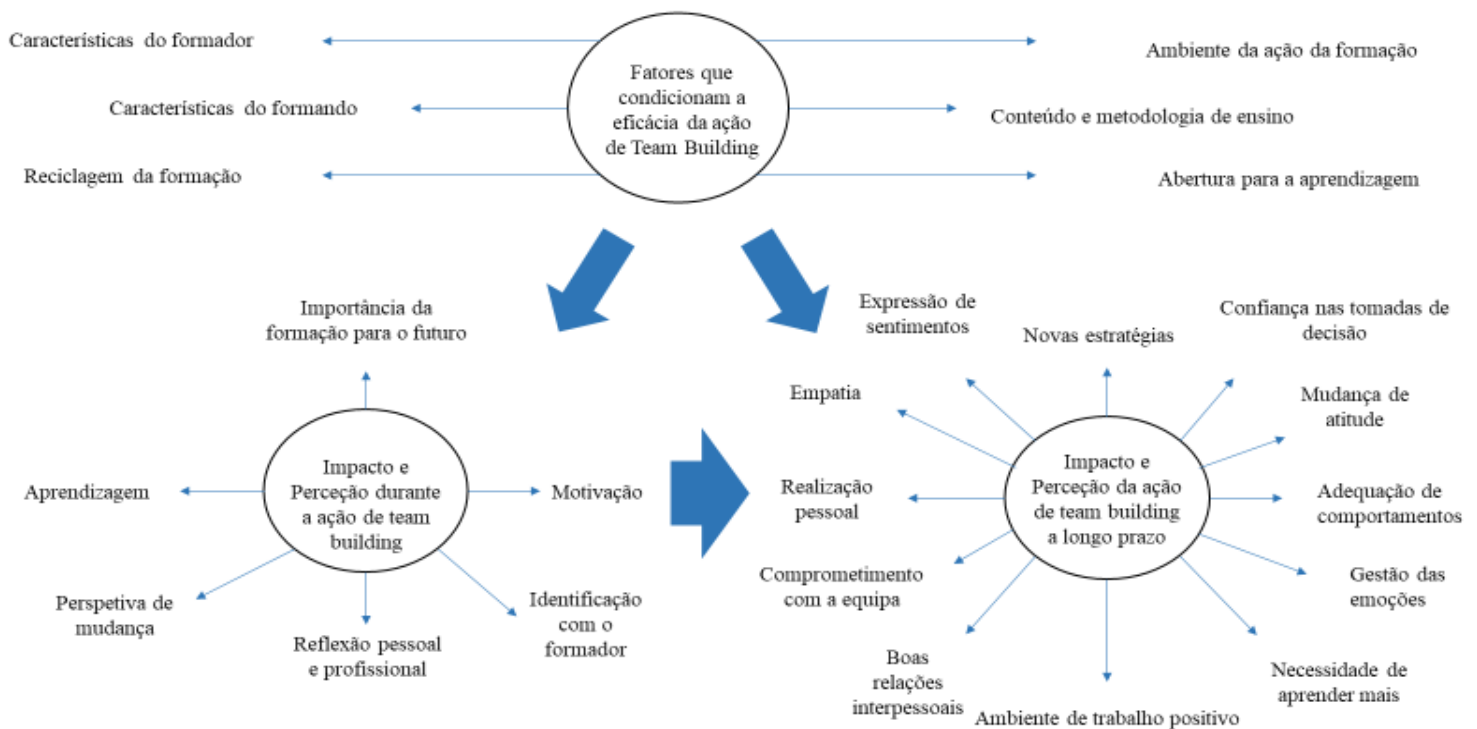 Características do formador
Características do formando
Reciclagem da formação
Fatores que
condicionam a
eficácia da ação
de Team Building
Ambiente da ação da formação
Conteúdo e metodologia de ensino
Abertura para a aprendizagem
Importância da
formação para o futuro
Aprendizagem
Impacto e
Perceção durante
a ação de team
building
Motivação
Perspetiva de
mudança
Reflexão pessoal
e profissional
Identificação
com o
formador
Expressão de
sentimentos
Novas estratégias
Confiança nas tomadas de
decisão
Empatia
Mudança de
atitude
Realização
pessoal
Impacto e
Perceção da ação
de team building
a longo prazo
Adequação de
comportamentos
Comprometimento
com a equipa
Gestão das
emoções
Boas
relações
interpessoais
Ambiente de trabalho positivo
Necessidade de
aprender mais